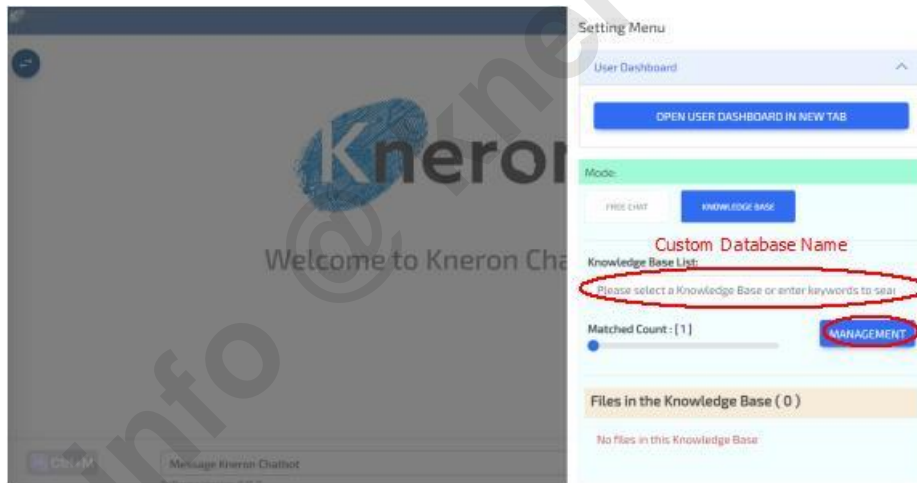 Setting Menu
User Dashboard
OPEN USER DASHBOARD IN NEW TAB
Mode:
FREE CHAT
KNOWLEDGE BASE
Custom Database Name
Knowledge Base List:
Please select a Knowledge Base or enter keywords to sear
Matched Count : [ 1 ]
MANAGEMENT
Files in the Knowledge Base ( 0 )
No files in this Knowledge Base
Kneron
Welcome to Kneron Cha
Ctrl+M
Message Kneron Chatbot
info @ kner